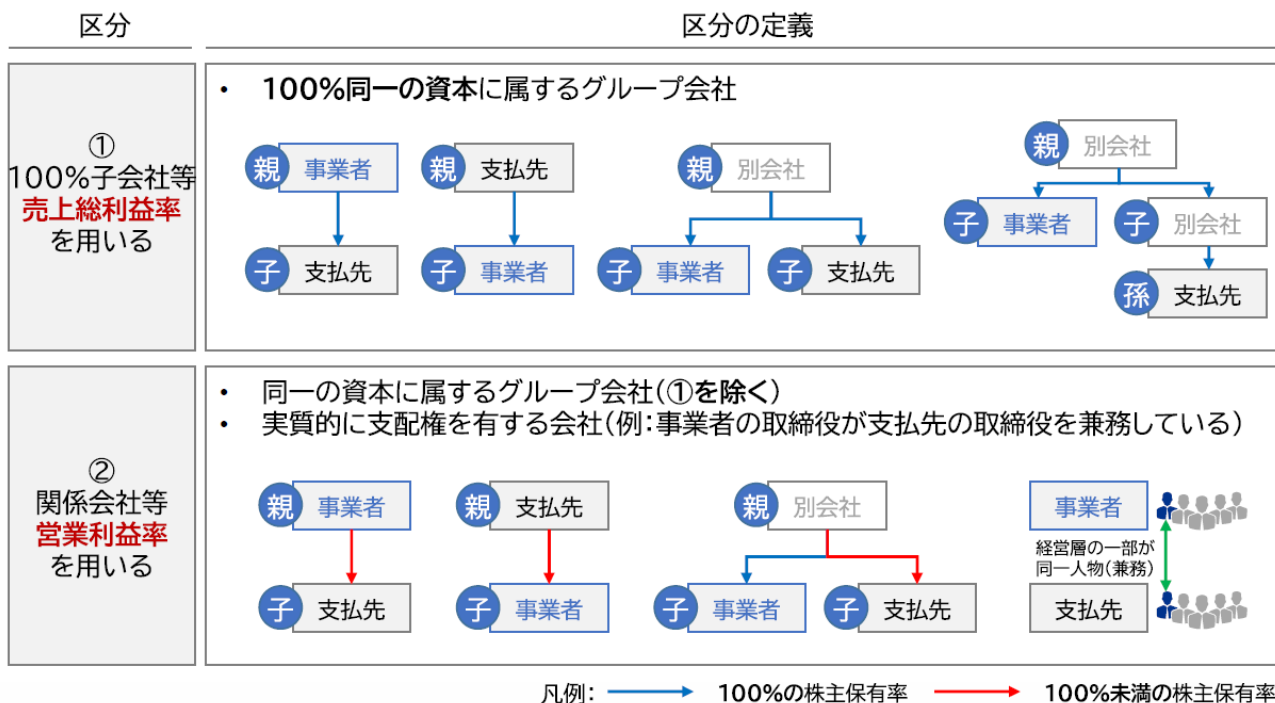 区分
区分の定義
①
100%子会社等
売上総利益率
を用いる
• 100%同一の資本に属するグループ会社
親 事業者
子 支払先
親 支払先
子 事業者
親 別会社
子 事業者
子 支払先
親 別会社
子 事業者
子 別会社
孫 支払先
②
関係会社等
営業利益率
を用いる
• 同一の資本に属するグループ会社(①を除く)
• 実質的に支配権を有する会社(例:事業者の取締役が支払先の取締役を兼務している)
親 事業者
子 支払先
親 支払先
子 事業者
親 別会社
子 事業者
子 支払先
事業者
経営層の一部が
同一人物(兼務)
支払先
凡例: 100%の株主保有率 100%未満の株主保有率